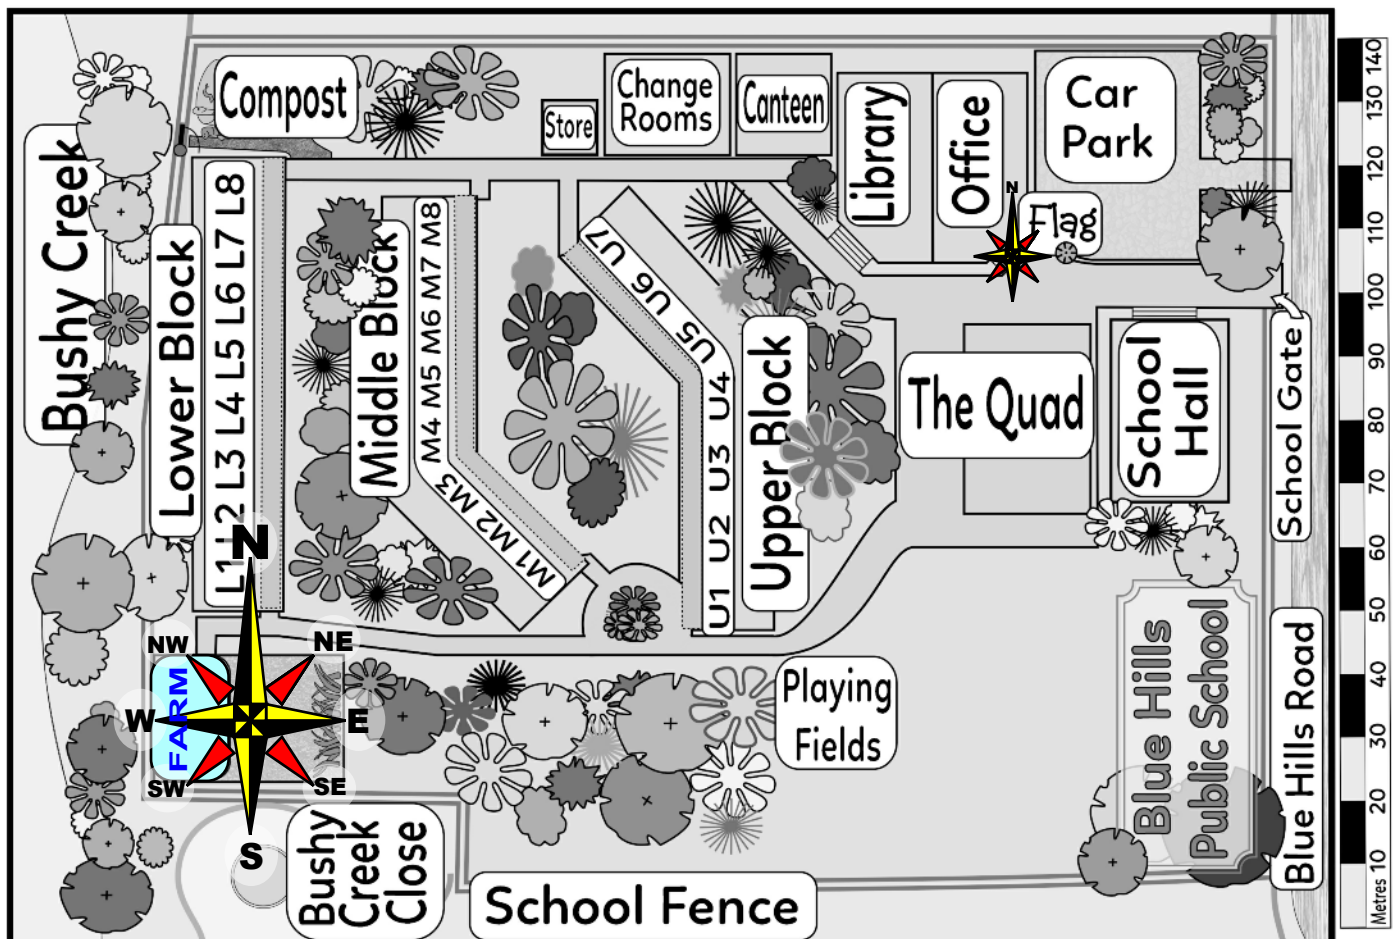 Compost
Store
Change
Rooms
Canteen
Library
Office
Car
Park
N
Flag
Bushy Creek
Lower Block
L1 L2 L3 L4 L5 L6 L7 L8
Middle Block
M1 M2 M3
M4 M5 M6 M7 M8
U7 U6 U5
U1 U2 U3 U4
Upper Block
The Quad
School
Hall
School Gate
N
NW
NE
W
E
SW
SE
S
FARM
Playing
Fields
Bushy
Creek
Close
School Fence
Blue Hills
Public School
Blue Hills Road
140
130
120
110
100
90
80
70
60
50
40
30
20
10
Metres